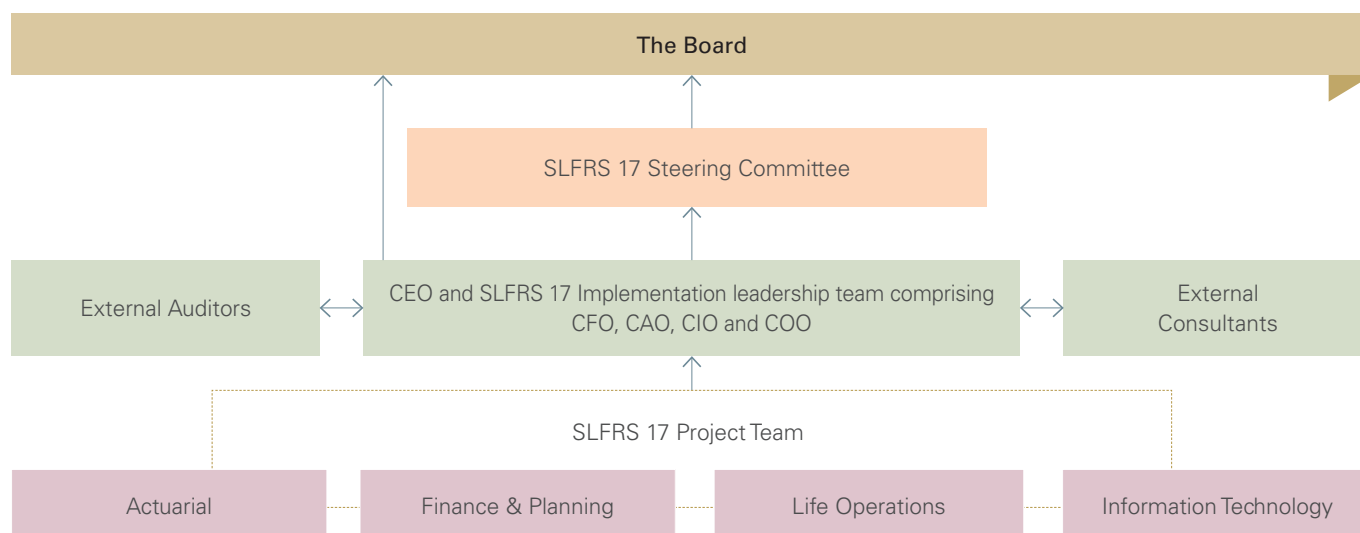 The Board
SLFRS 17 Steering Committee
External Auditors
CEO and SLFRS 17 Implementation leadership team comprising
CFO, CAO, CIO and COO
External
Consultants
SLFRS 17 Project Team
Actuarial
Finance & Planning
Life Operations
Information Technology